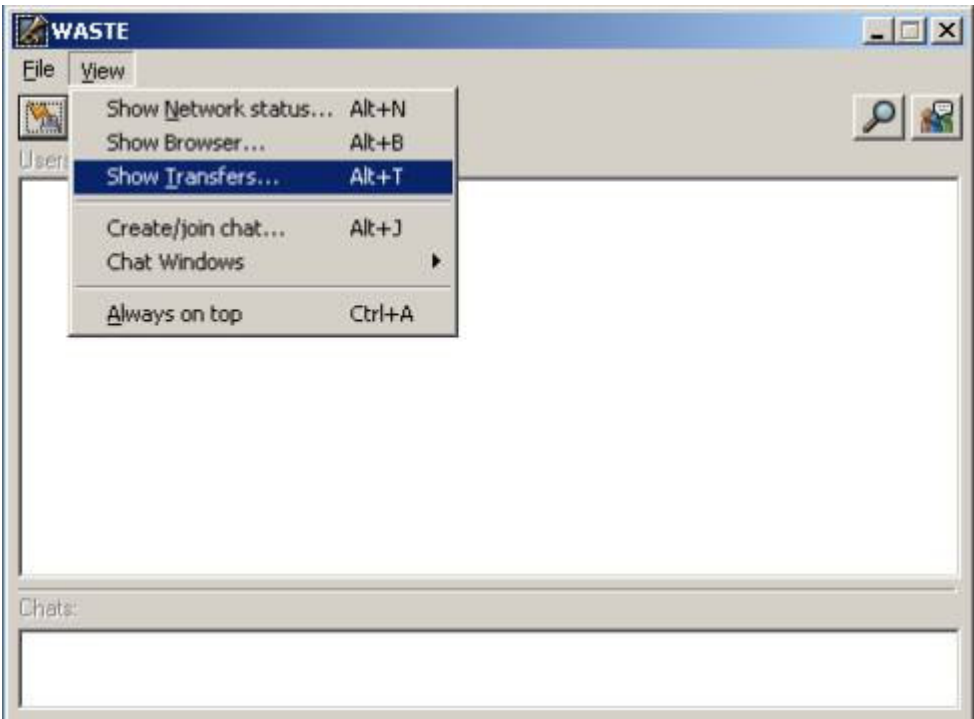 WASTE
File View
Show Network status... Alt+N
Show Browser... Alt+B
Show Transfers... Alt+T
Create/join chat... Alt+J
Chat Windows
Always on top Ctrl+A
Chats: